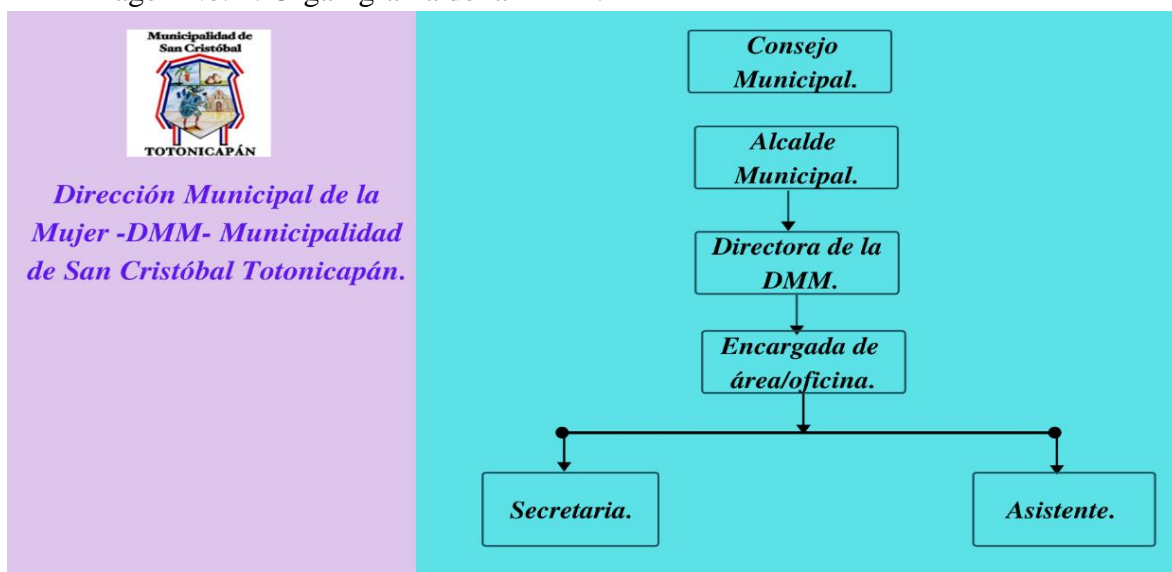 Municipalidad de
San Cristóbal
TOTONICAPÁN
Dirección Municipal de la
Mujer -DMM- Municipalidad
de San Cristóbal Totonicapán.
Consejo
Municipal.
Alcalde
Municipal.
Directora de la
DMM.
Encargada de
área/oficina.
Secretaria.
Asistente.